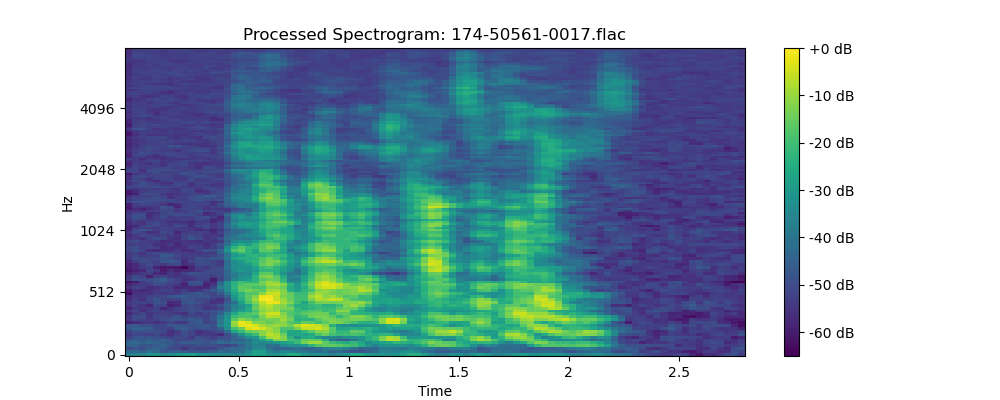 Processed Spectrogram: 174-50561-0017.flac
Hz
4096
2048
1024
512
0
0
0.5
1
1.5
2
2.5
Time
+0 dB
-10 dB
-20 dB
-30 dB
-40 dB
-50 dB
-60 dB